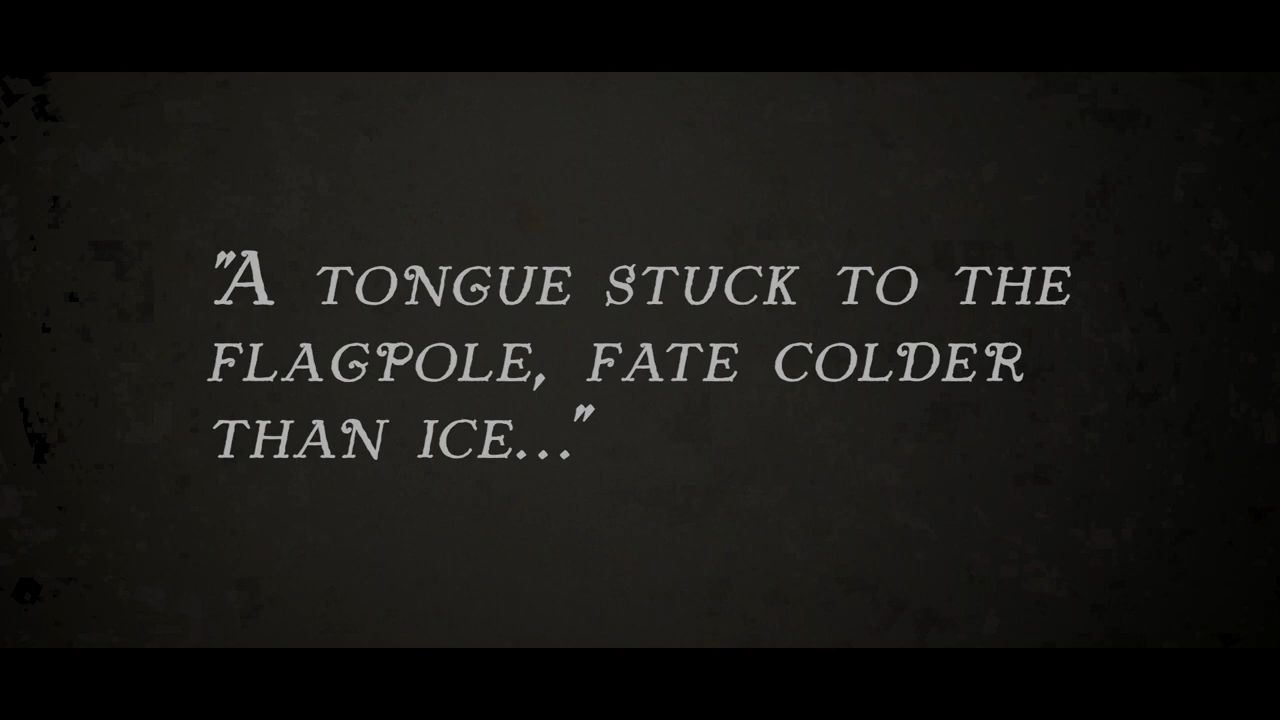 "A TONGUE STUCK TO THE
FLAGPOLE, FATE COLDER
THAN ICE..."